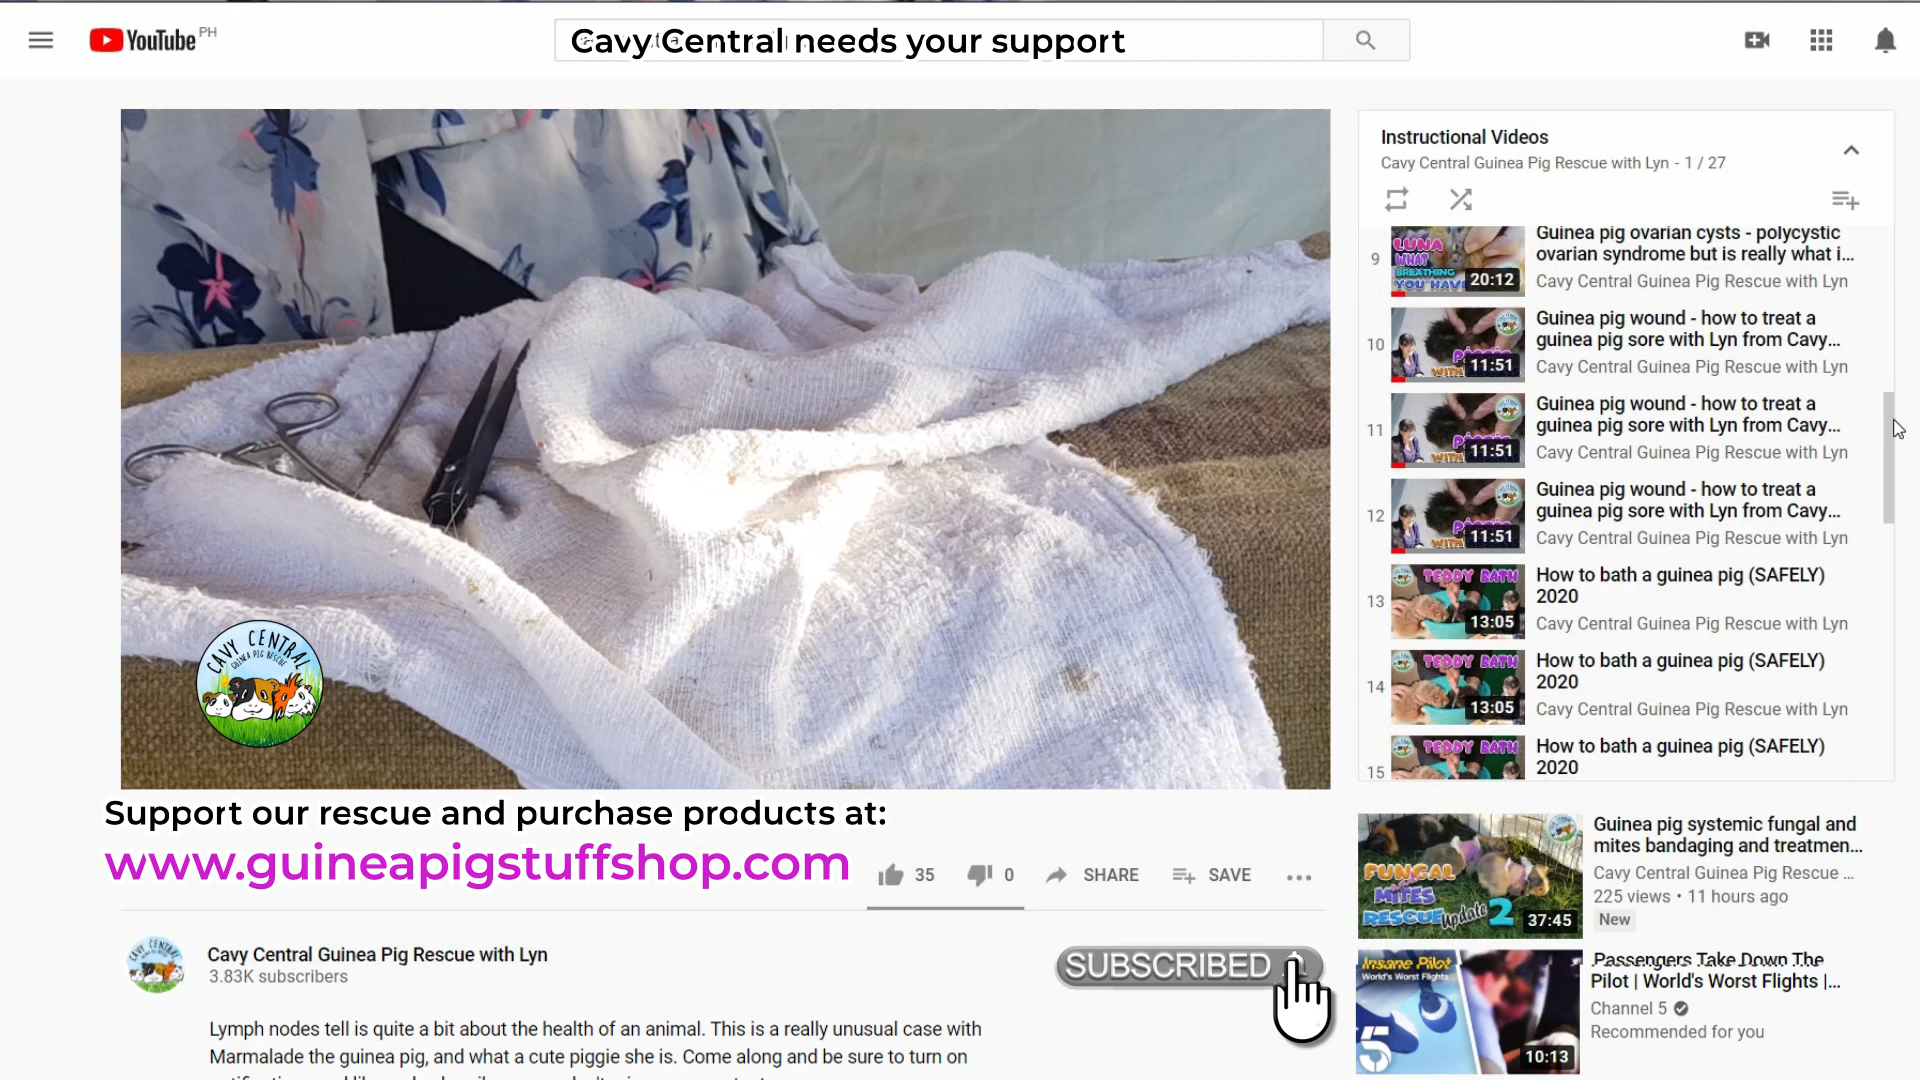 YouTube PH
Cavy Central needs your support
CAVY CENTRAL
GUINEA PIG RESCUE
Support our rescue and purchase products at:
www.guineapigstuffshop.com
35
0
SHARE
SAVE
Cavy Central Guinea Pig Rescue with Lyn
3.83K subscribers
SUBSCRIBED
Lymph nodes tell is quite a bit about the health of an animal. This is a really unusual case with
Marmalade the guinea pig, and what a cute piggie she is. Come along and be sure to turn on
Instructional Videos
Cavy Central Guinea Pig Rescue with Lyn - 1 / 27
9
LUNA
WHAT
BREATHING
YOU HAVE
20:12
Guinea pig ovarian cysts - polycystic
ovarian syndrome but is really what i...
Cavy Central Guinea Pig Rescue with Lyn
10
WITH
11:51
Guinea pig wound - how to treat a
guinea pig sore with Lyn from Cavy...
Cavy Central Guinea Pig Rescue with Lyn
11
WITH
11:51
Guinea pig wound - how to treat a
guinea pig sore with Lyn from Cavy...
Cavy Central Guinea Pig Rescue with Lyn
12
WITH
11:51
Guinea pig wound - how to treat a
guinea pig sore with Lyn from Cavy...
Cavy Central Guinea Pig Rescue with Lyn
13
TEDDY BATH
13:05
How to bath a guinea pig (SAFELY)
2020
Cavy Central Guinea Pig Rescue with Lyn
14
TEDDY BATH
13:05
How to bath a guinea pig (SAFELY)
2020
Cavy Central Guinea Pig Rescue with Lyn
15
TEDDY BATH
How to bath a guinea pig (SAFELY)
2020
FUNGAL
MITES
RESCUE update 2
37:45
Guinea pig systemic fungal and
mites bandaging and treatmen...
Cavy Central Guinea Pig Rescue ...
225 views • 11 hours ago
New
Insane Pilot
World's Worst Flights
5
10:13
Passengers Take Down The
Pilot | World's Worst Flights |...
Channel 5
Recommended for you